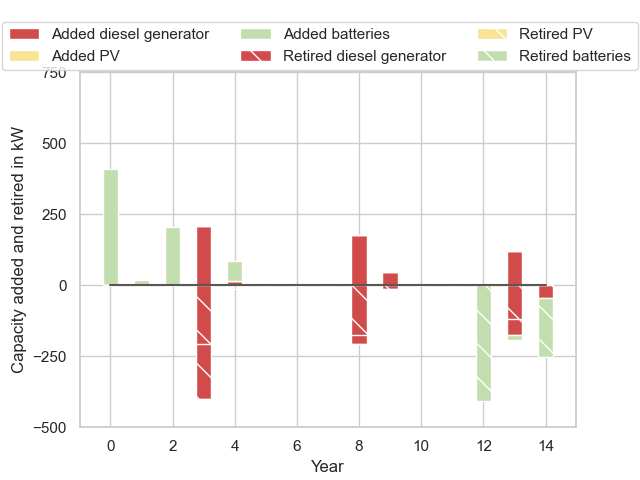 Added diesel generator Added batteries Retired PV
Added PV Retired diesel generator Retired batteries
750
500
250
0
−250
−500
Capacity added and retired in kW
0 2 4 6 8 10 12 14
Year